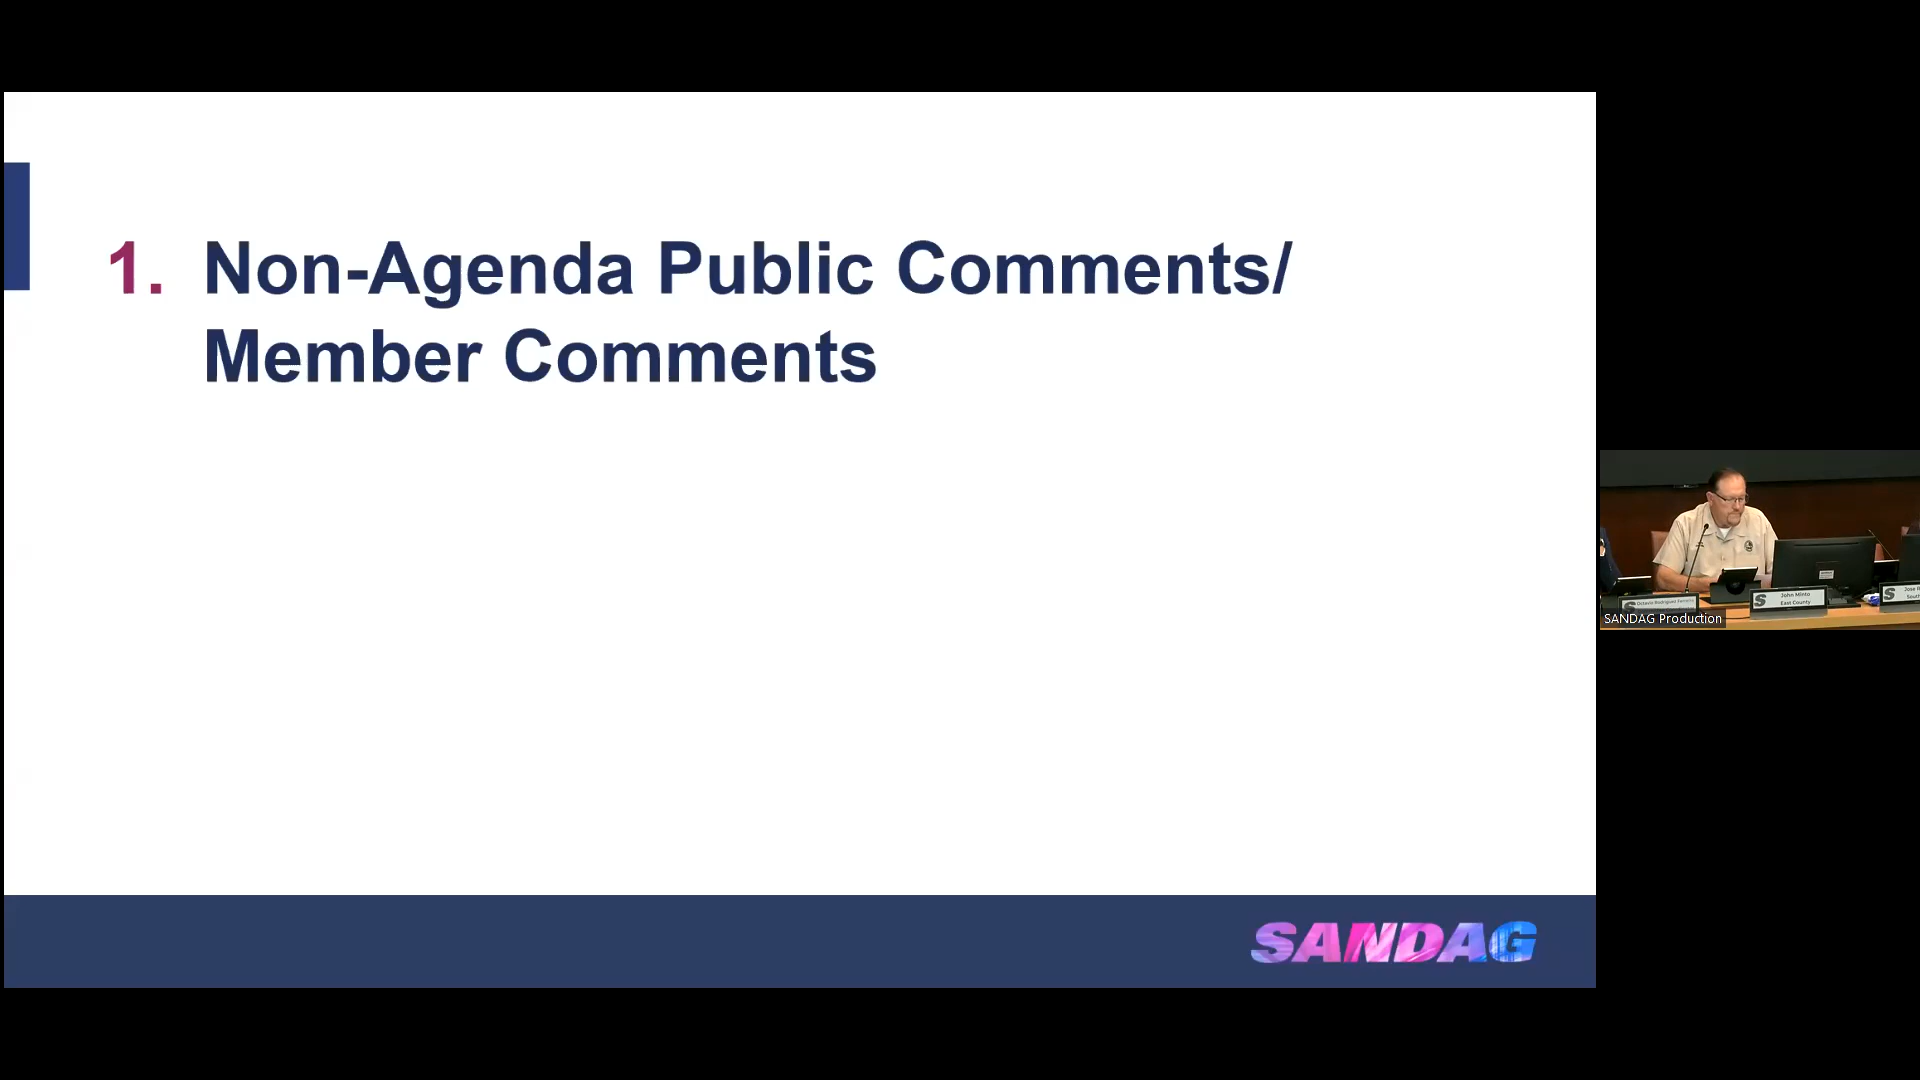 1. Non-Agenda Public Comments/
Member Comments
SANDAG
John Minto
East County
SANDAG Production